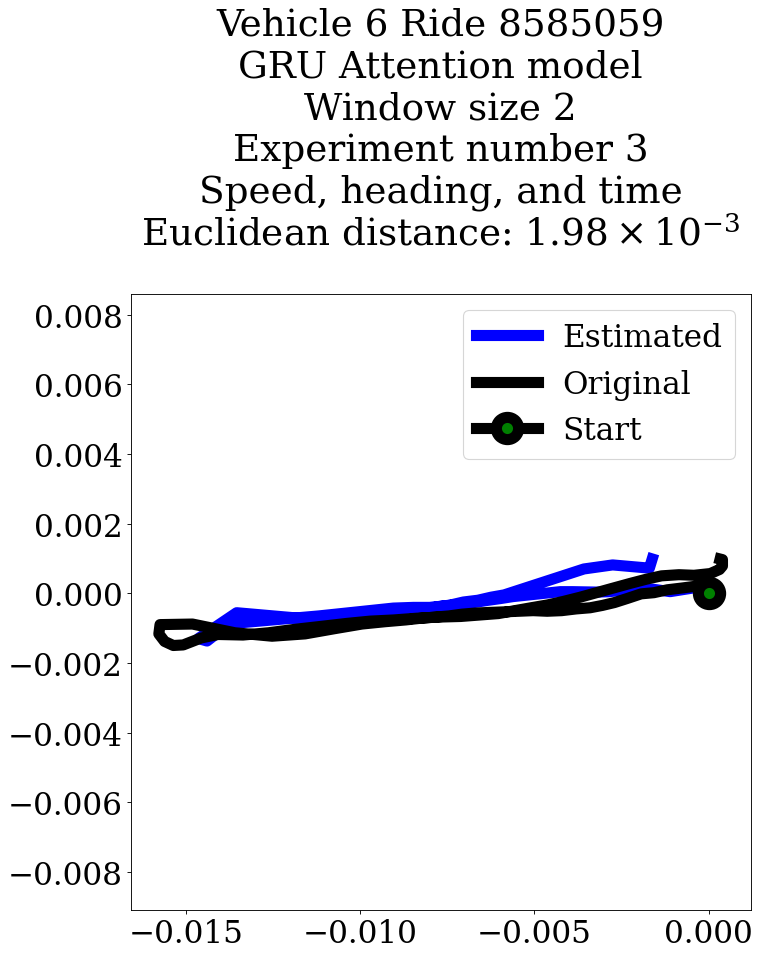 Vehicle 6 Ride 8585059
GRU Attention model
Window size 2
Experiment number 3
Speed, heading, and time
Euclidean distance: 1.98 × 10⁻³
Estimated
Original
Start
0.008
0.006
0.004
0.002
0.000
−0.002
−0.004
−0.006
−0.008
−0.015 −0.010 −0.005 0.000